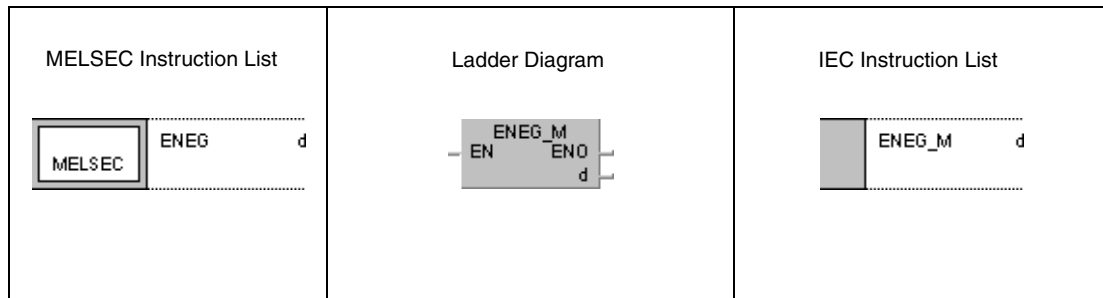 MELSEC Instruction List
MELSEC
ENEG d
Ladder Diagram
ENEG_M
EN ENO
d
IEC Instruction List
ENEG_M d